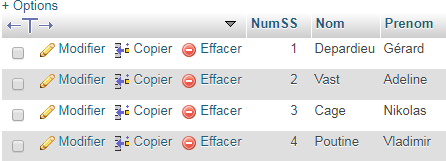 + Options
←T→ NumSS Nom Prenom
Modifier Copier Effacer 1 Depardieu Gérard
Modifier Copier Effacer 2 Vast Adeline
Modifier Copier Effacer 3 Cage Nikolas
Modifier Copier Effacer 4 Poutine Vladimir